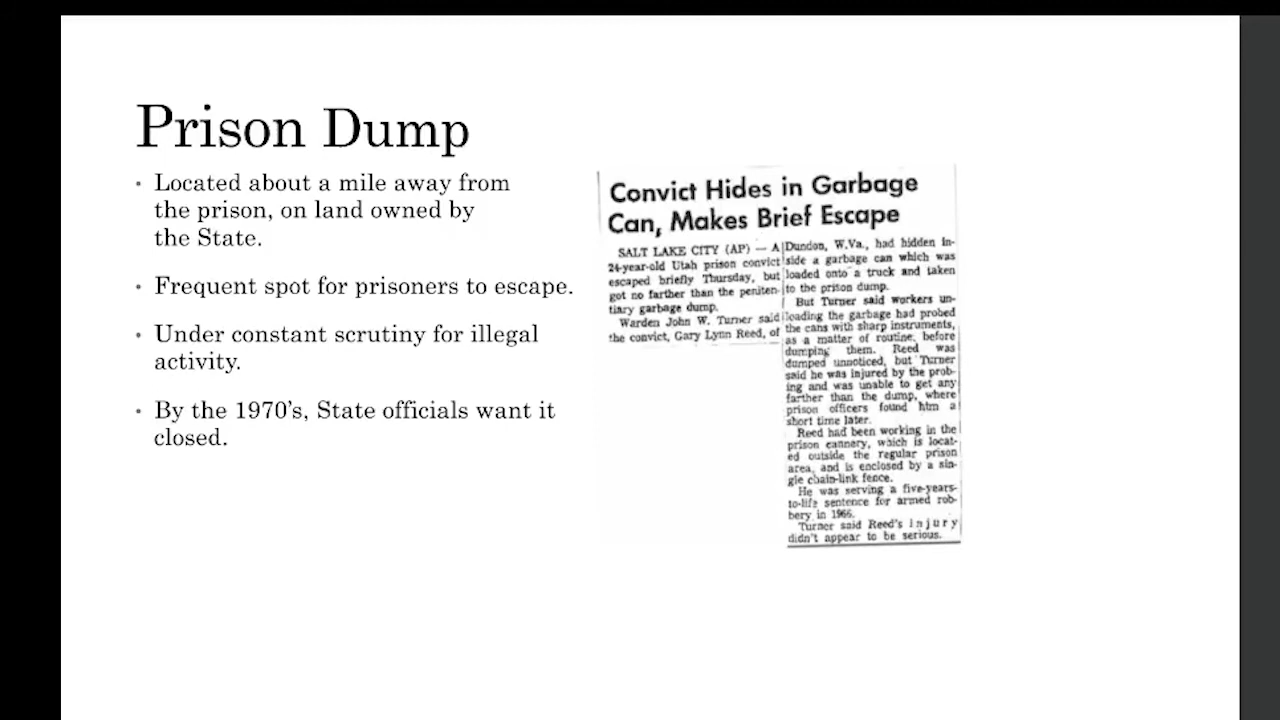 Prison Dump
• Located about a mile away from
the prison, on land owned by
the State.
• Frequent spot for prisoners to escape.
• Under constant scrutiny for illegal
activity.
• By the 1970's, State officials want it
closed.
Convict Hides in Garbage
Can, Makes Brief Escape
SALT LAKE CITY (AP) — A
24-year-old Utah prison convict
escaped briefly Thursday, but
got no farther than the peniten-
tiary garbage dump.
Warden John W. Turner said
the convict, Gary Lynn Reed, of
Dundon, W.Va., had hidden in-
side a garbage can which was
loaded onto a truck and taken
to the prison dump.
But Turner said workers un-
loading the garbage had probed
the cans with sharp instruments,
as a matter of routine, before
dumping them. Reed was
dumped unnoticed, but Turner
said he was injured by the prob-
ing and was unable to get any
farther than the dump, where
prison officers found him a
short time later.
Reed had been working in the
prison cannery, which is locat-
ed outside the regular prison
area, and is enclosed by a sin-
gle chain-link fence.
He was serving a five-years-
to-life sentence for armed rob-
bery in 1966.
Turner said Reed's injury
didn't appear to be serious.